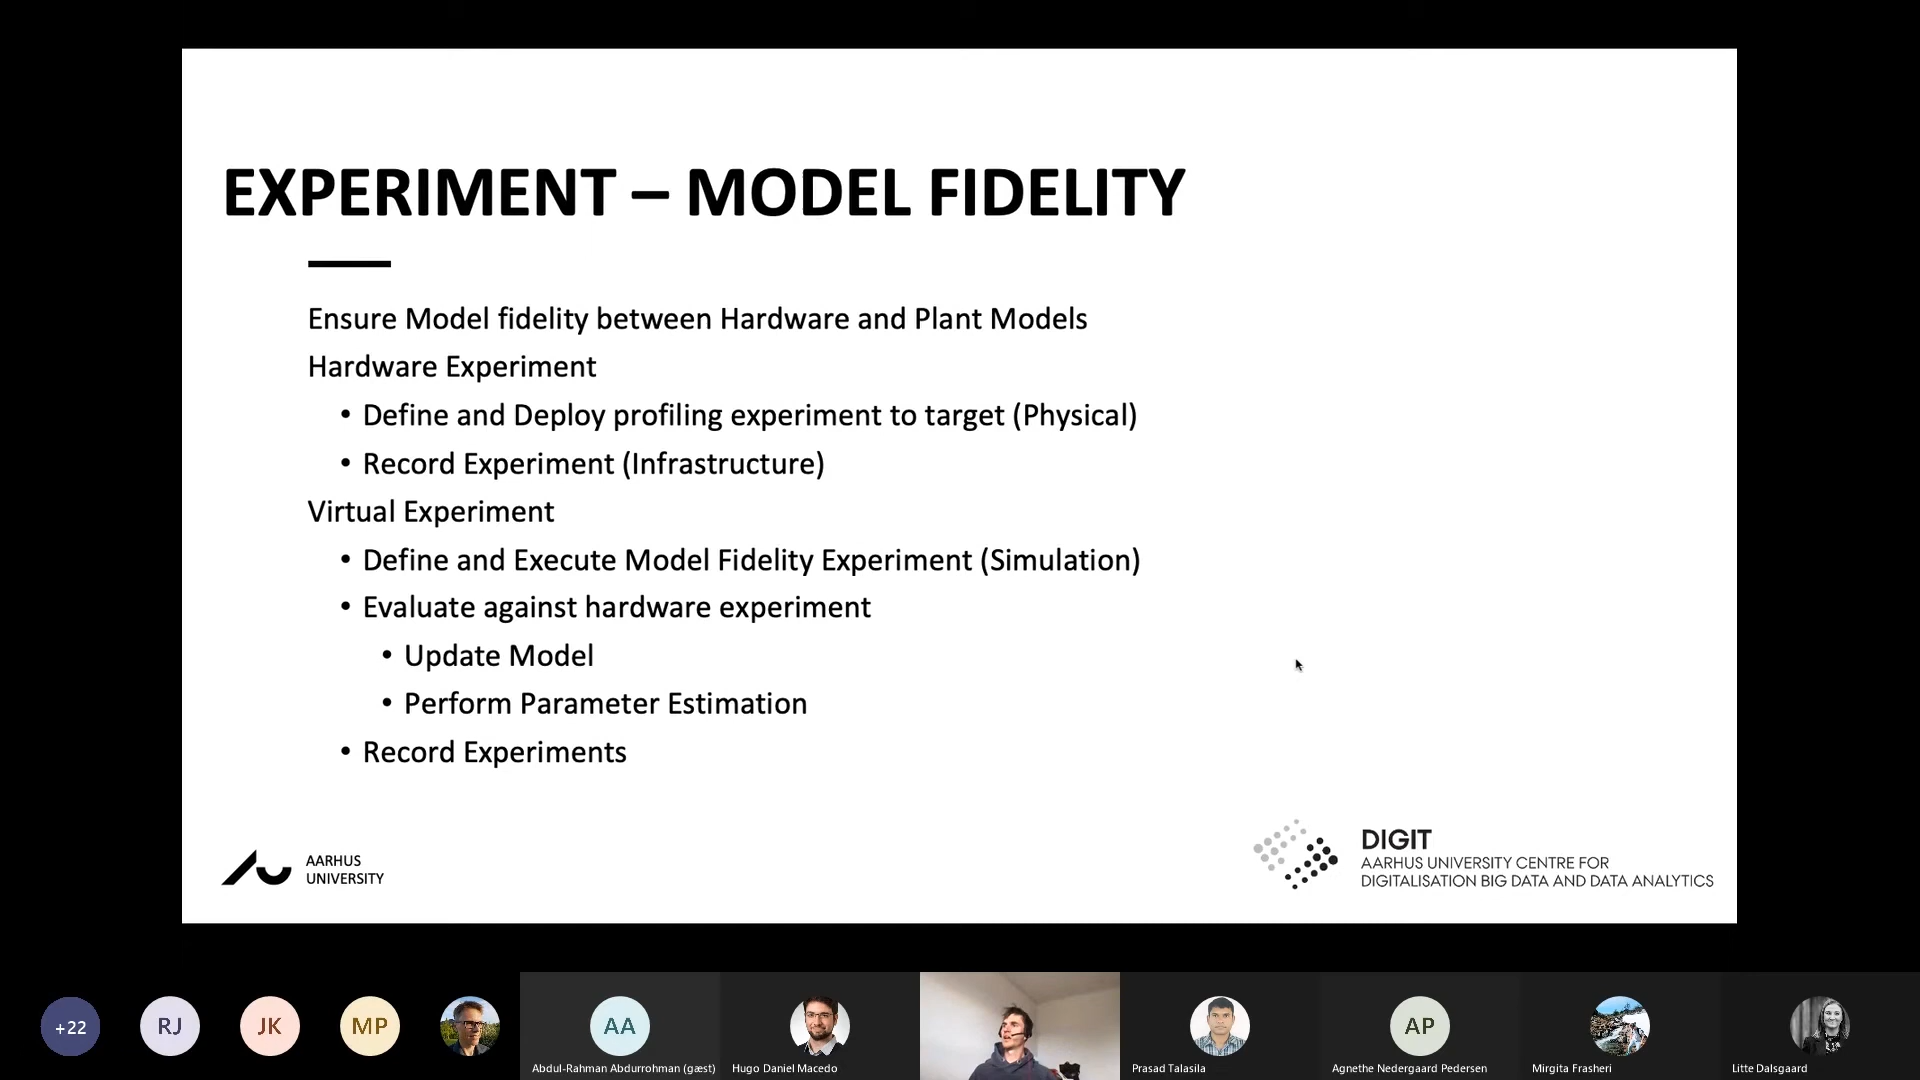 EXPERIMENT – MODEL FIDELITY
Ensure Model fidelity between Hardware and Plant Models
Hardware Experiment
• Define and Deploy profiling experiment to target (Physical)
• Record Experiment (Infrastructure)
Virtual Experiment
• Define and Execute Model Fidelity Experiment (Simulation)
• Evaluate against hardware experiment
• Update Model
• Perform Parameter Estimation
• Record Experiments
AARHUS
UNIVERSITY
DIGIT
AARHUS UNIVERSITY CENTRE FOR
DIGITALISATION BIG DATA AND DATA ANALYTICS
+22
RJ
JK
MP
AA
AP
Abdul-Rahman Abdurrohman (gæst)
Hugo Daniel Macedo
Prasad Talasila
Agnethe Nedergaard Pedersen
Mirgita Frasheri
Litte Dalsgaard